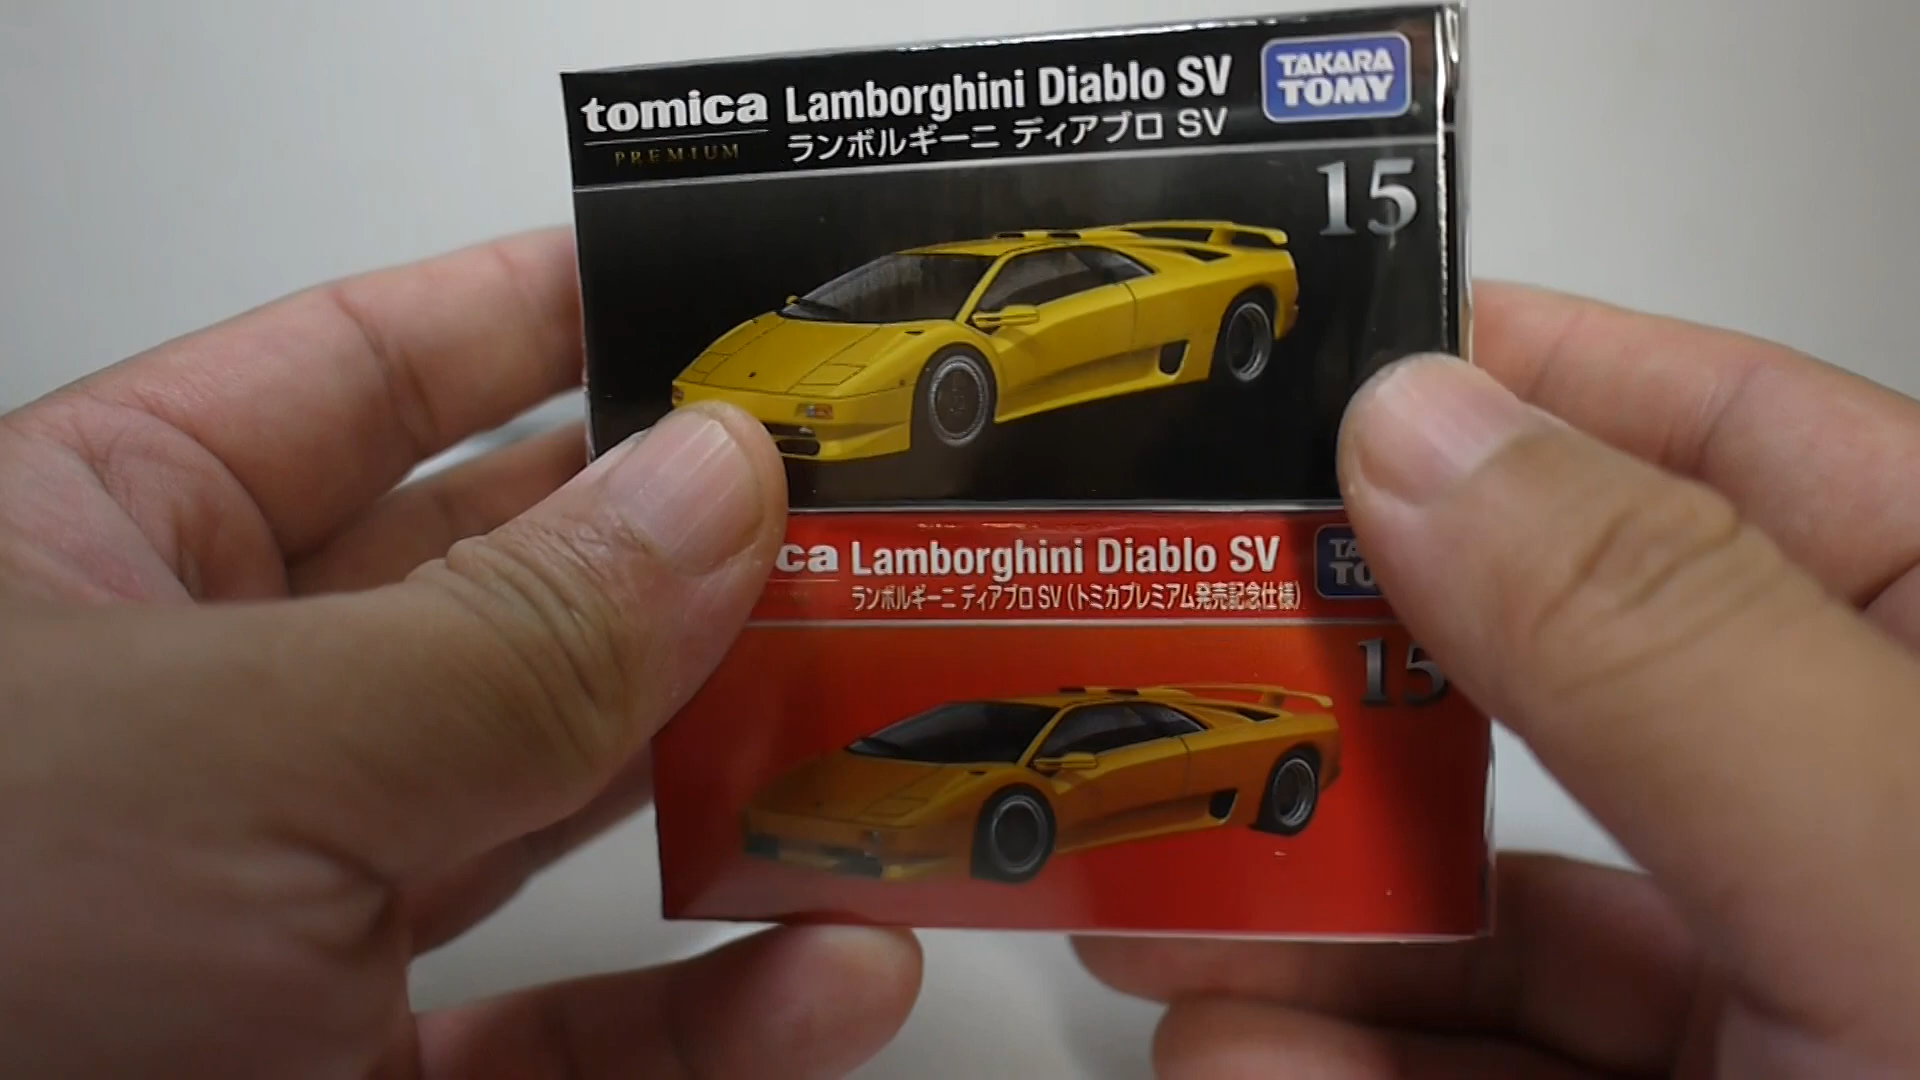 tomica Lamborghini Diablo SV TAKARA TOMY
PREMIUM ランボルギーニ ディアブロ SV
15
ca Lamborghini Diablo SV TA TO
ランボルギーニ ディアブロ SV (トミカプレミアム発売記念仕様)
15